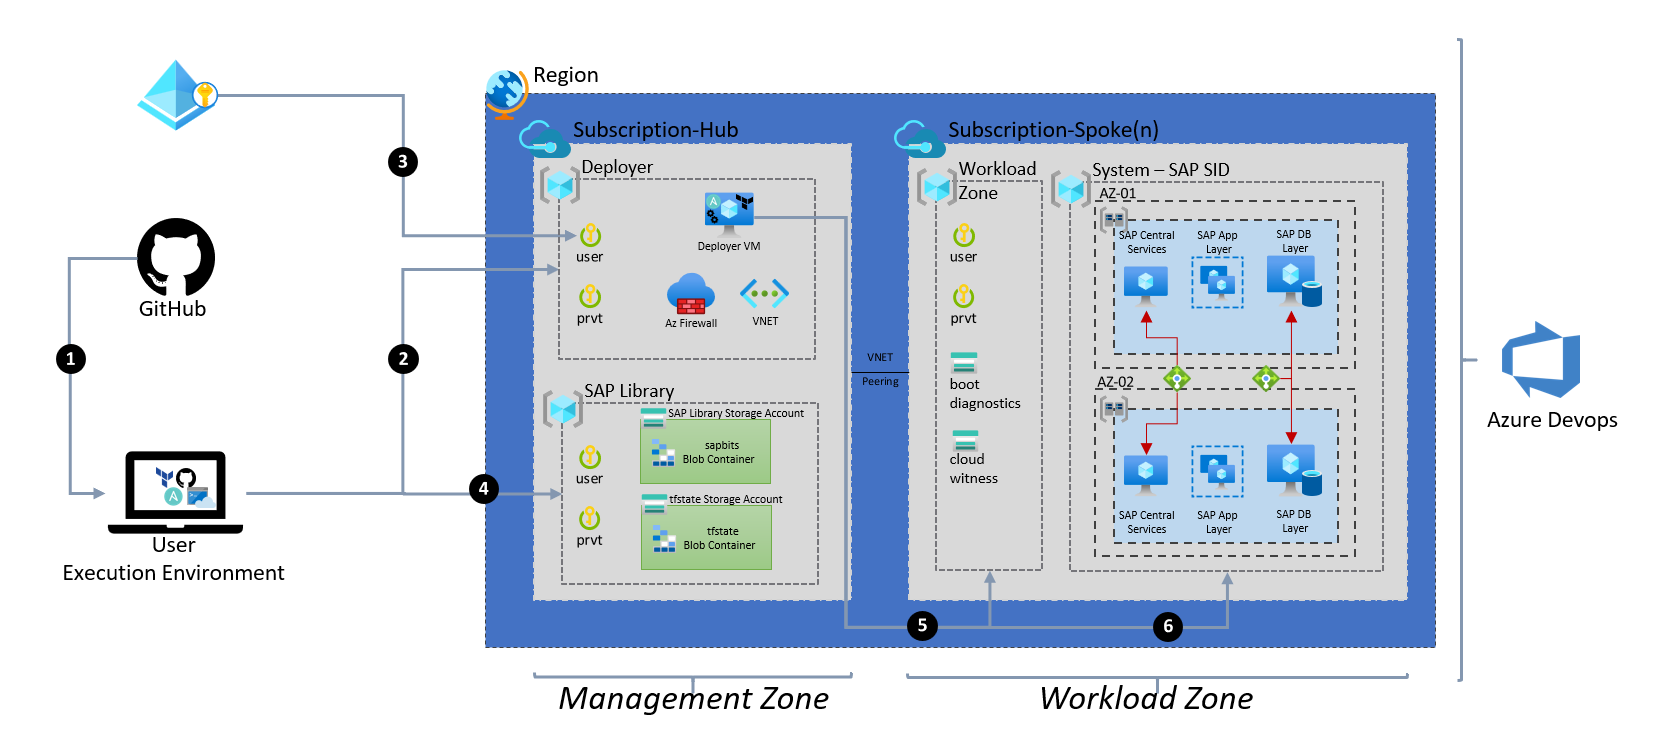 Region
Subscription-Hub
Subscription-Spoke(n)
Deployer
Workload
Zone
System – SAP SID
AZ-01
3
user
prvt
Deployer VM
Az Firewall
VNET
user
prvt
boot
diagnostics
cloud
witness
SAP Central
Services
SAP App
Layer
SAP DB
Layer
GitHub
1
2
VNET
Peering
AZ-02
SAP Central
Services
SAP App
Layer
SAP DB
Layer
Azure Devops
SAP Library
SAP Library Storage Account
sapbits
Blob Container
user
prvt
tfstate Storage Account
tfstate
Blob Container
4
A
A
User
Execution Environment
5
6
Management Zone
Workload Zone